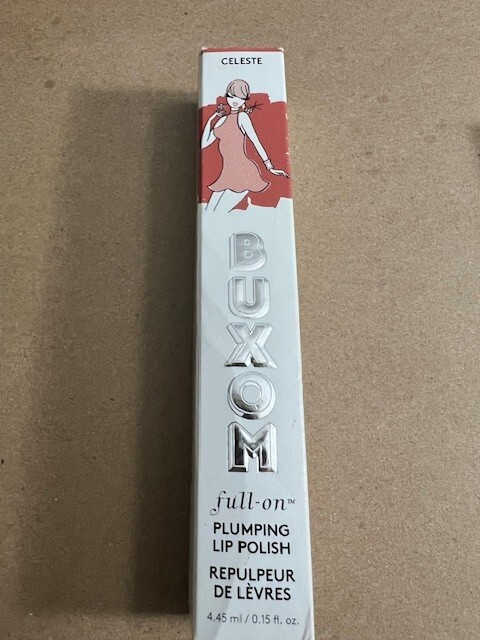 CELESTE
BUXOM
full-on™
PLUMPING
LIP POLISH
REPULPEUR
DE LÈVRES
4.45 ml / 0.15 fl. oz.